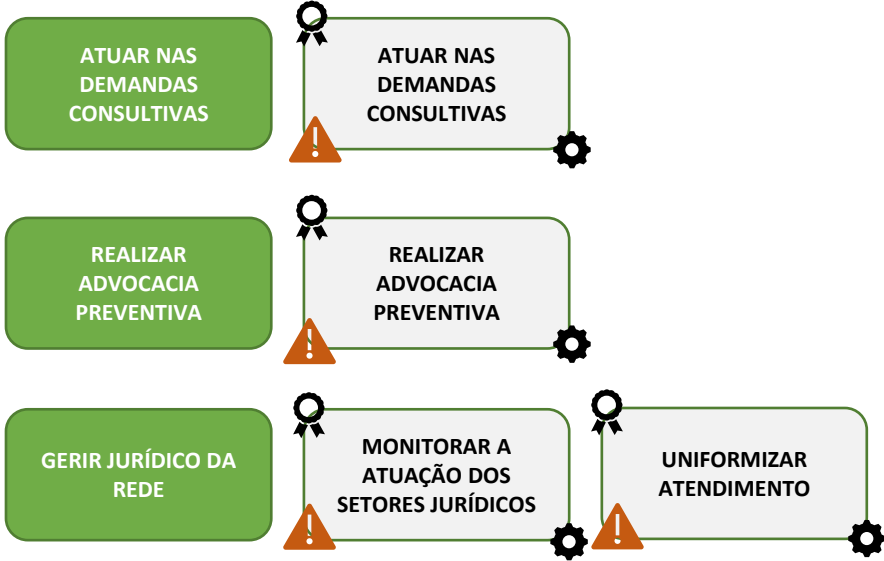 ATUAR NAS
DEMANDAS
CONSULTIVAS
ATUAR NAS
DEMANDAS
CONSULTIVAS
REALIZAR
ADVOCACIA
PREVENTIVA
REALIZAR
ADVOCACIA
PREVENTIVA
GERIR JURÍDICO DA
REDE
MONITORAR A
ATUAÇÃO DOS
SETORES JURÍDICOS
UNIFORMIZAR
ATENDIMENTO